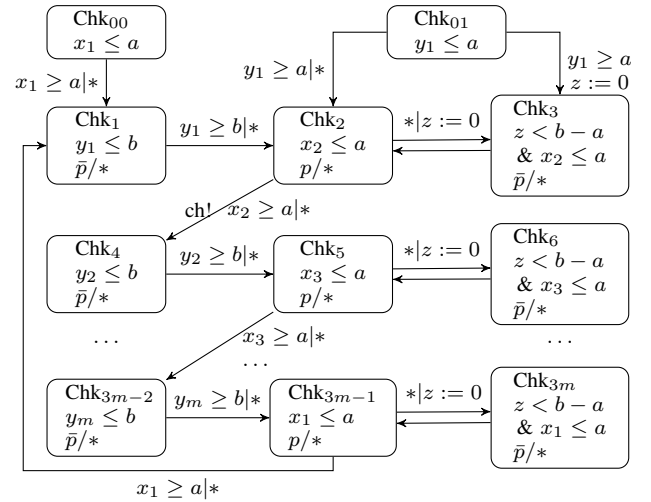 Chk₀₀
x₁ ≤ a
Chk₀₁
y₁ ≤ a
x₁ ≥ a|*
y₁ ≥ a|*
y₁ ≥ a
z := 0
Chk₁
y₁ ≤ b
p̄/*
y₁ ≥ b|*
Chk₂
x₂ ≤ a
p/*
*|z := 0
Chk₃
z < b − a
& x₂ ≤ a
p̄/*
ch!
x₂ ≥ a|*
Chk₄
y₂ ≤ b
p̄/*
y₂ ≥ b|*
Chk₅
x₃ ≤ a
p/*
*|z := 0
Chk₆
z < b − a
& x₃ ≤ a
p̄/*
. . .
x₃ ≥ a|*
. . .
. . .
Chk₃ₘ₋₂
yₘ ≤ b
p̄/*
yₘ ≥ b|*
Chk₃ₘ₋₁
x₁ ≤ a
p/*
*|z := 0
Chk₃ₘ
z < b − a
& x₁ ≤ a
p̄/*
x₁ ≥ a|*